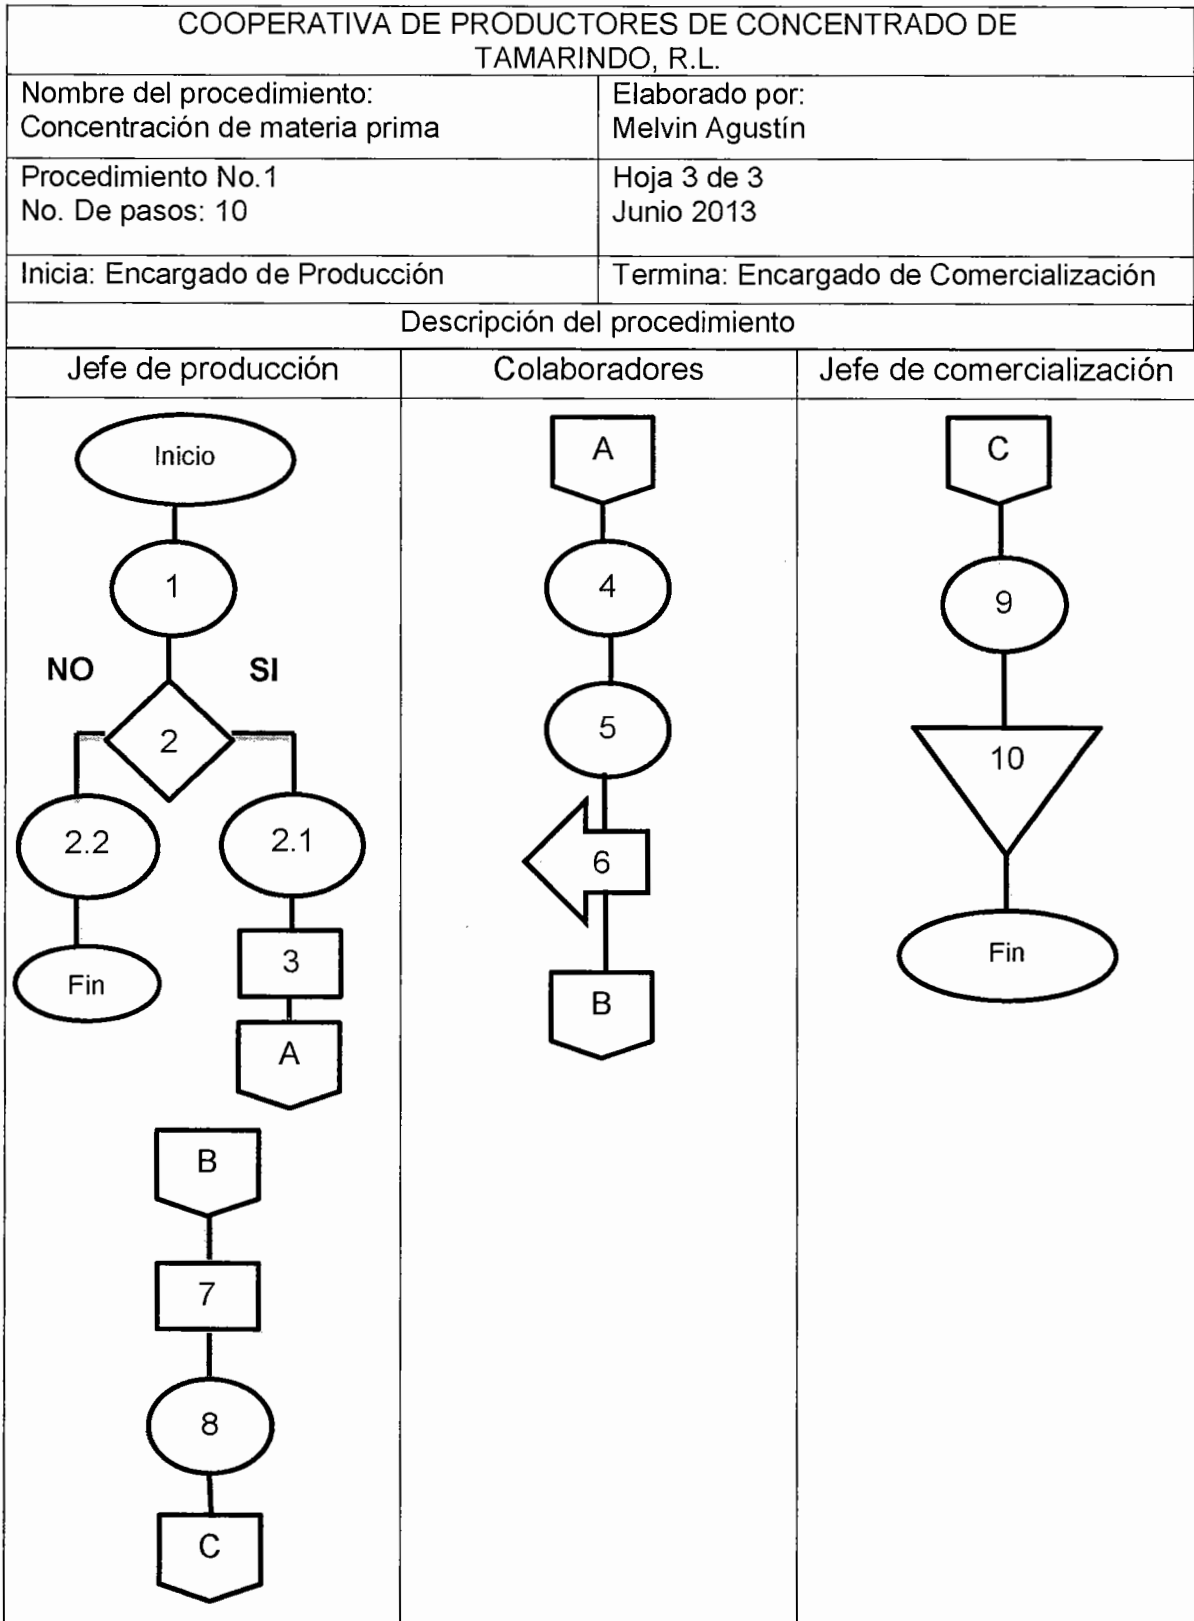 COOPERATIVA DE PRODUCTORES DE CONCENTRADO DE
TAMARINDO, R.L.
Nombre del procedimiento:
Concentración de materia prima
Elaborado por:
Melvin Agustín
Procedimiento No.1
No. De pasos: 10
Hoja 3 de 3
Junio 2013
Inicia: Encargado de Producción
Termina: Encargado de Comercialización
Descripción del procedimiento
Jefe de producción
Colaboradores
Jefe de comercialización
Inicio
1
NO
SI
2
2.2
2.1
Fin
3
A
B
7
8
C
A
4
5
6
B
C
9
10
Fin